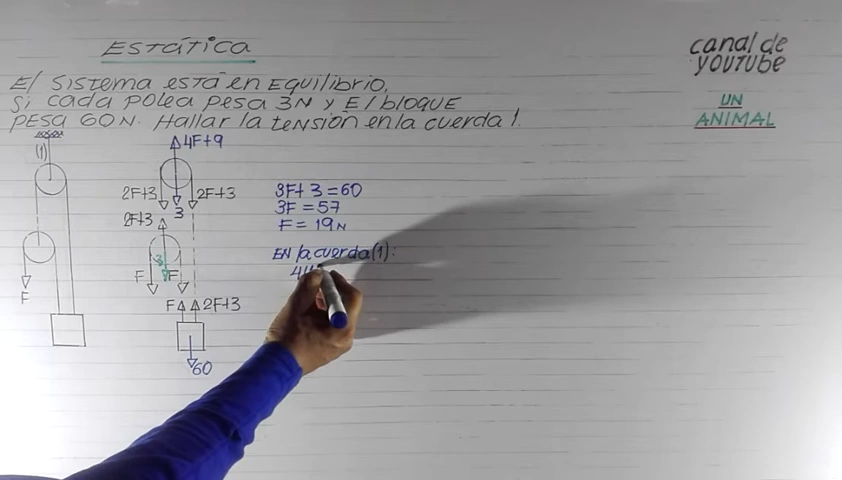 ESTÁTICA
El SISTEMA ESTÁ EN EQUILIBRIO,
Si cada POLEA PESA 3N Y El bloQUE
PESA 60N. Hallar la tensión en la cuerda 1.
canal de
YOUTUBE
UN
ANIMAL
(1)
4F+9
2F+3
2F+3
3
2F+3
3
F
F
F
F
2F+3
60
3F+3=60
3F=57
F=19N
EN la cuerda(1):